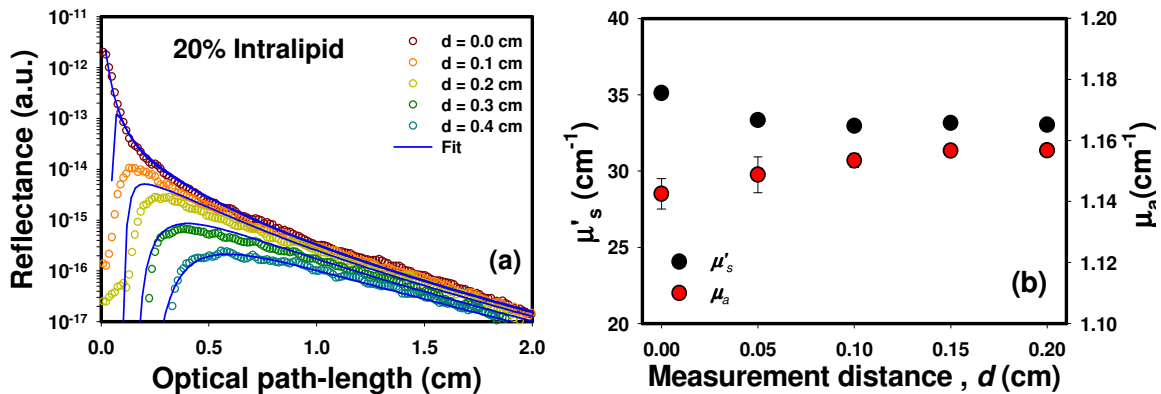 10⁻¹¹
10⁻¹²
10⁻¹³
10⁻¹⁴
10⁻¹⁵
10⁻¹⁶
10⁻¹⁷
Reflectance (a.u.)
20% Intralipid
d = 0.0 cm
d = 0.1 cm
d = 0.2 cm
d = 0.3 cm
d = 0.4 cm
Fit
(a)
0.0 0.5 1.0 1.5 2.0
Optical path-length (cm)
40
35
30
25
20
μ's (cm⁻¹)
μ's
μa
(b)
1.20
1.18
1.16
1.14
1.12
1.10
μa(cm⁻¹)
0.00 0.05 0.10 0.15 0.20
Measurement distance , d (cm)